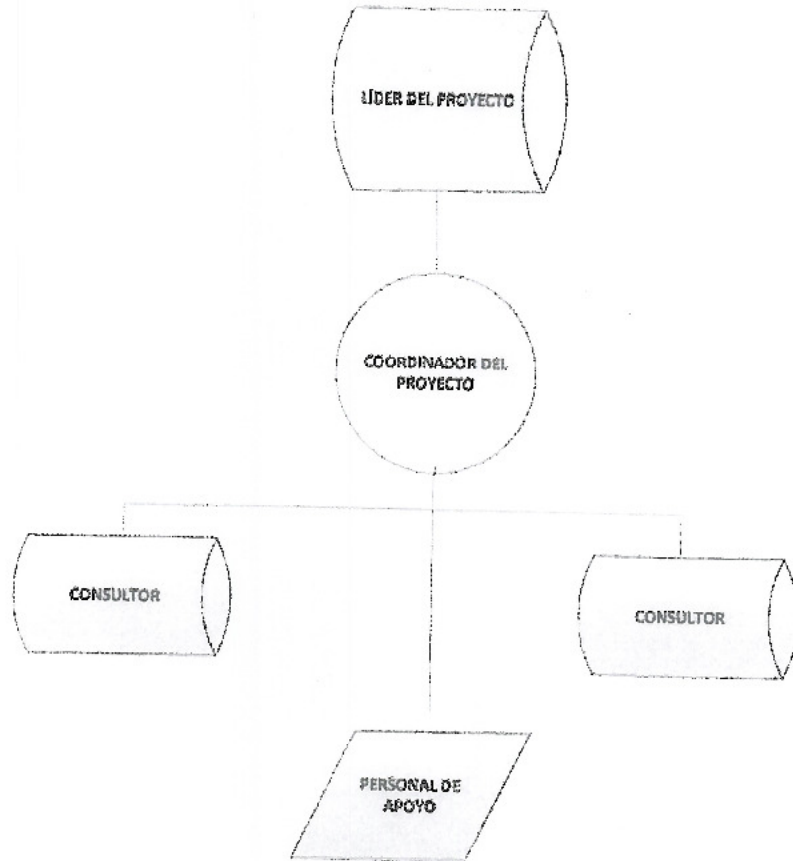 LÍDER DEL PROYECTO
COORDINADOR DEL
PROYECTO
CONSULTOR
CONSULTOR
PERSONAL DE
APOYO